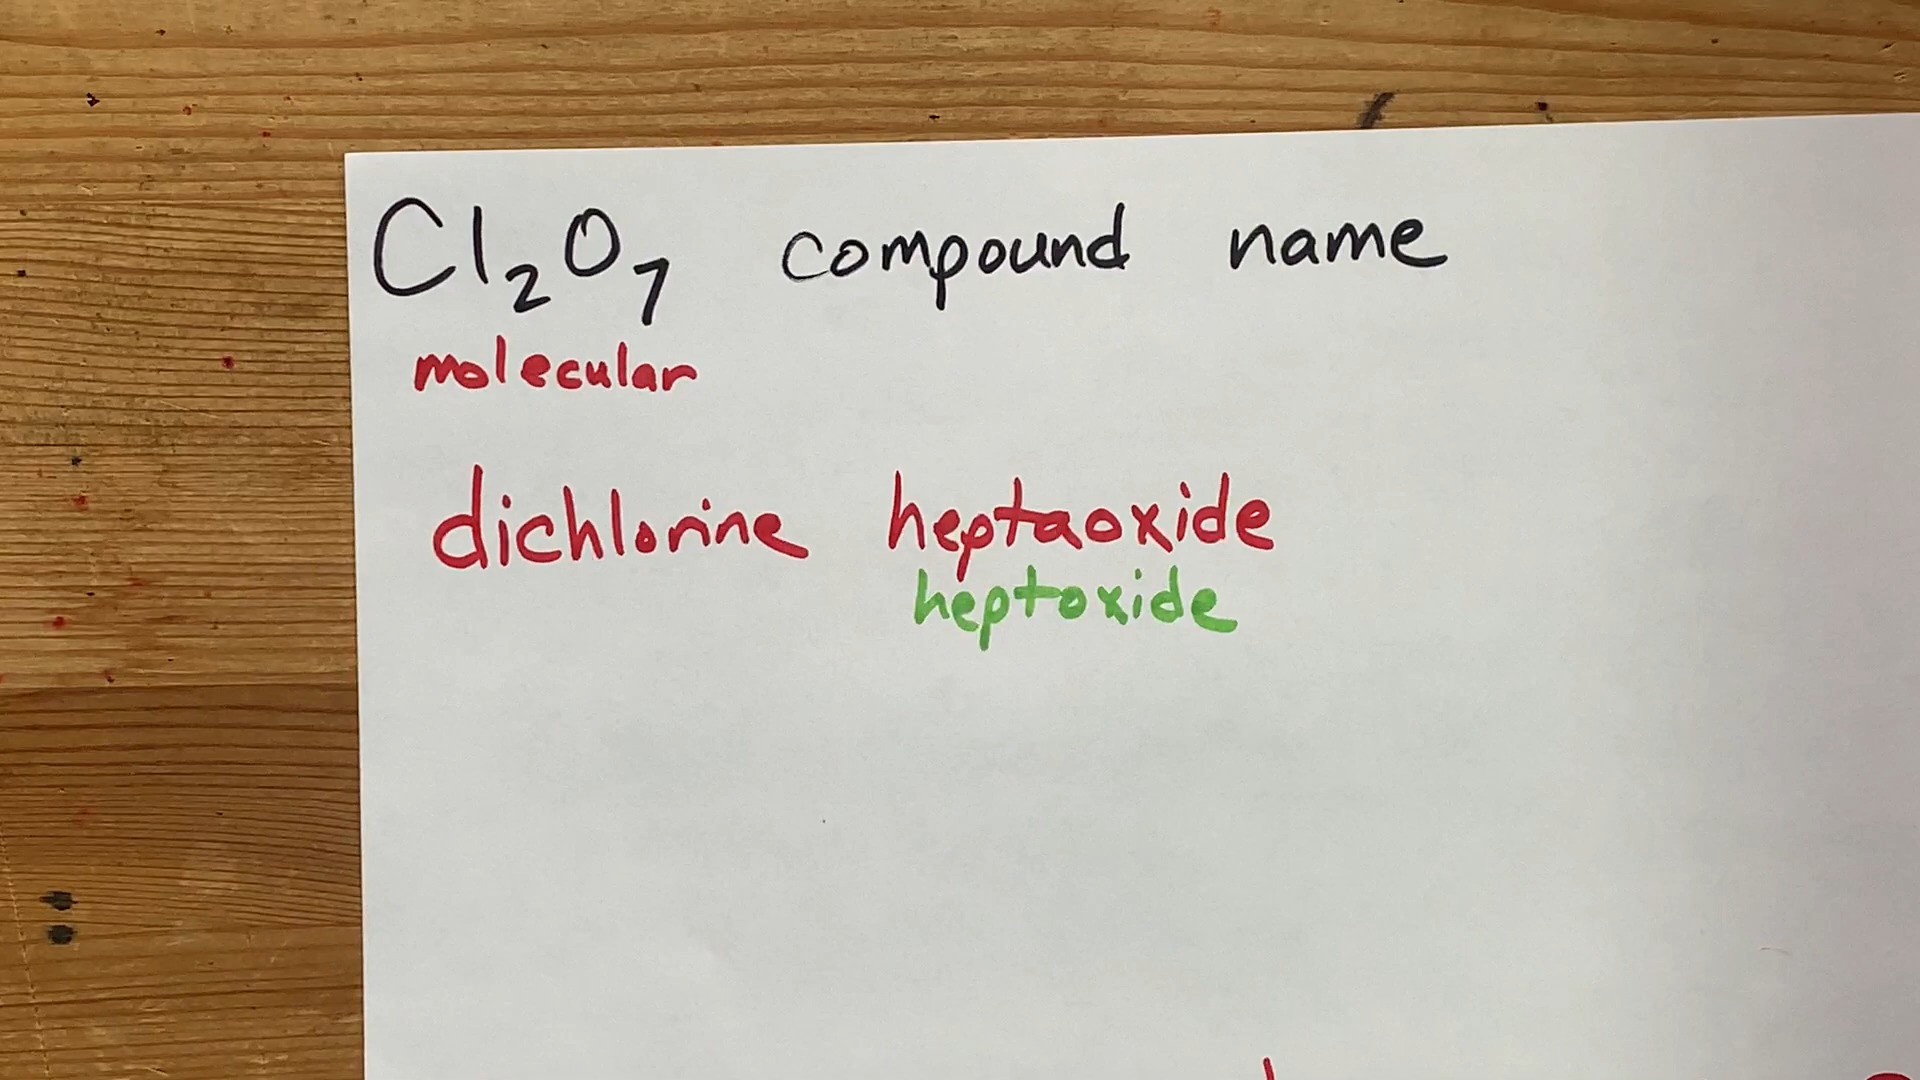 Cl₂O₇ compound name
molecular
dichlorine heptaoxide
heptoxide